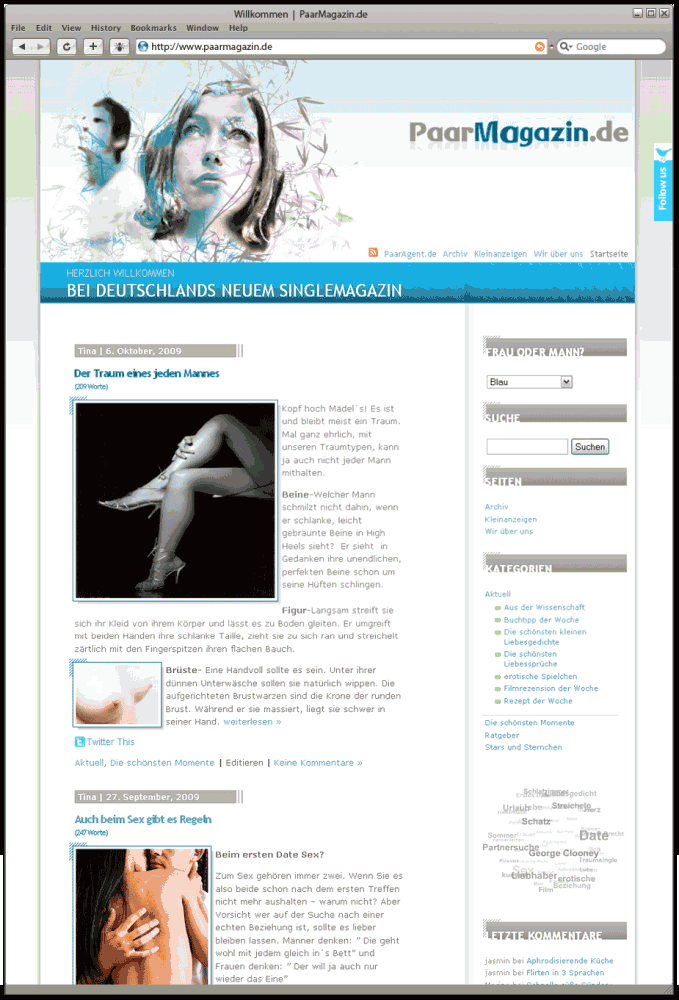 Willkommen | PaarMagazin.de
File Edit View History Bookmarks Window Help
http://www.paarmagazin.de
Google
PaarMagazin.de
Follow us
PaarAgent.de Archiv Kleinanzeigen Wir über uns Startseite
HERZLICH WILLKOMMEN
BEI DEUTSCHLANDS NEUEM SINGLEMAGAZIN
Tina | 6. Oktober, 2009
Der Traum eines jeden Mannes
(209 Worte)
Kopf hoch Mädel´s! Es ist
und bleibt meist ein Traum.
Mal ganz ehrlich, mit
unseren Traumtypen, kann
ja auch nicht jeder Mann
mithalten.
Beine-Welcher Mann
schmilzt nicht dahin, wenn
er schlanke, leicht
gebräunte Beine in High
Heels sieht? Er sieht in
Gedanken ihre unendlichen,
perfekten Beine schon um
seine Hüften schlingen.
Figur-Langsam streift sie
sich ihr Kleid von ihrem Körper und lässt es zu Boden gleiten. Er umgreift
mit beiden Händen ihre schlanke Taille, zieht sie zu sich ran und streichelt
zärtlich mit den Fingerspitzen ihren flachen Bauch.
Brüste- Eine Handvoll sollte es sein. Unter ihrer
dünnen Unterwäsche sollen sie natürlich wippen. Die
aufgerichteten Brustwarzen sind die Krone der runden
Brust. Während er sie massiert, liegt sie schwer in
seiner Hand. weiterlesen »
Twitter This
Aktuell, Die schönsten Momente | Editieren | Keine Kommentare »
Tina | 27. September, 2009
Auch beim Sex gibt es Regeln
(247 Worte)
Beim ersten Date Sex?
Zum Sex gehören immer zwei. Wenn Sie es
also beide schon nach dem ersten Treffen
nicht mehr aushalten – warum nicht? Aber
Vorsicht wer auf der Suche nach einer
echten Beziehung ist, sollte es lieber
bleiben lassen. Männer denken: " Die geht
wohl mit jedem gleich in´s Bett" und
Frauen denken: " Der will ja auch nur
wieder das Eine"
FRAU ODER MANN?
Blau
SUCHE
Suchen
SEITEN
Archiv
Kleinanzeigen
Wir über uns
KATEGORIEN
Aktuell
Aus der Wissenschaft
Buchtipp der Woche
Die schönsten kleinen
Liebesgedichte
Die schönsten
Liebessprüche
erotische Spielchen
Filmrezension der Woche
Rezept der Woche
Die schönsten Momente
Ratgeber
Stars und Sternchen
Urlaub
Streicheln
Schatz
Sommer
Date
Partnersuche
George Clooney
Traumeingle
Sex
Liebhaber
erotische
Beziehung
Film
LETZTE KOMMENTARE
jasmin bei Aphrodisierende Küche
jasmin bei Flirten in 3 Sprachen